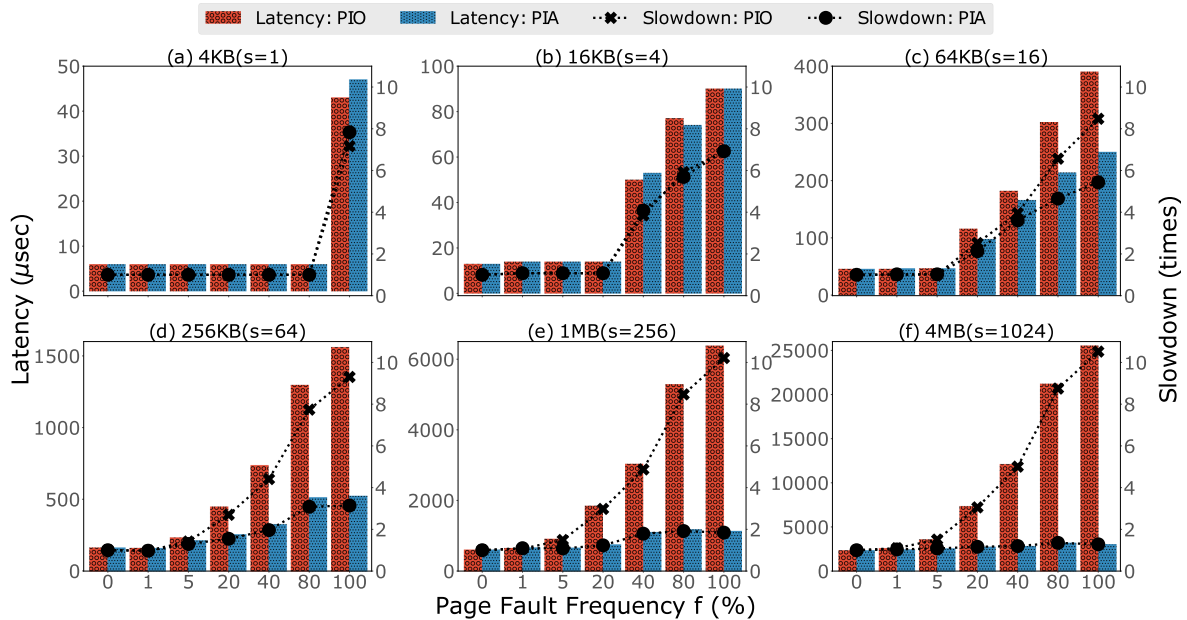 Latency: PIO Latency: PIA Slowdown: PIO Slowdown: PIA
(a) 4KB(s=1) (b) 16KB(s=4) (c) 64KB(s=16)
50 40 30 20 10 0
10 8 6 4 2 0
100 80 60 40 20 0
10 8 6 4 2 0
400 300 200 100 0
10 8 6 4 2 0
Latency (μsec)
Slowdown (times)
(d) 256KB(s=64) (e) 1MB(s=256) (f) 4MB(s=1024)
1500 1000 500 0
10 8 6 4 2 0
6000 4000 2000 0
10 8 6 4 2 0
25000 20000 15000 10000 5000 0
10 8 6 4 2 0
0 1 5 20 40 80 100 0 1 5 20 40 80 100 0 1 5 20 40 80 100
Page Fault Frequency f (%)